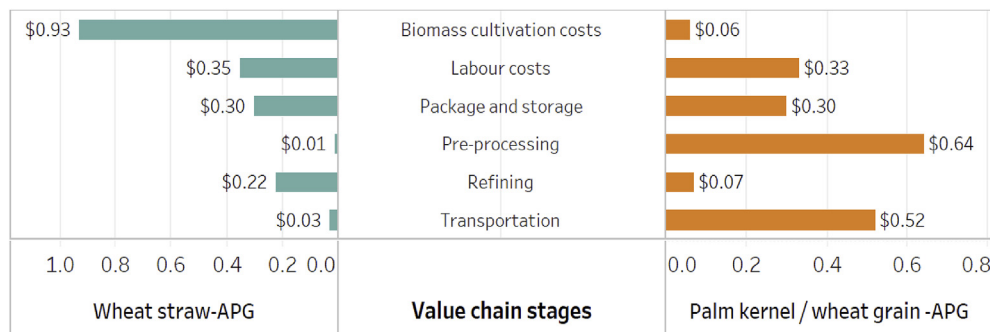 $0.93 Biomass cultivation costs $0.06
$0.35 Labour costs $0.33
$0.30 Package and storage $0.30
$0.01 Pre-processing $0.64
$0.22 Refining $0.07
$0.03 Transportation $0.52
1.0 0.8 0.6 0.4 0.2 0.0 0.0 0.2 0.4 0.6 0.8
Wheat straw-APG Value chain stages Palm kernel / wheat grain -APG